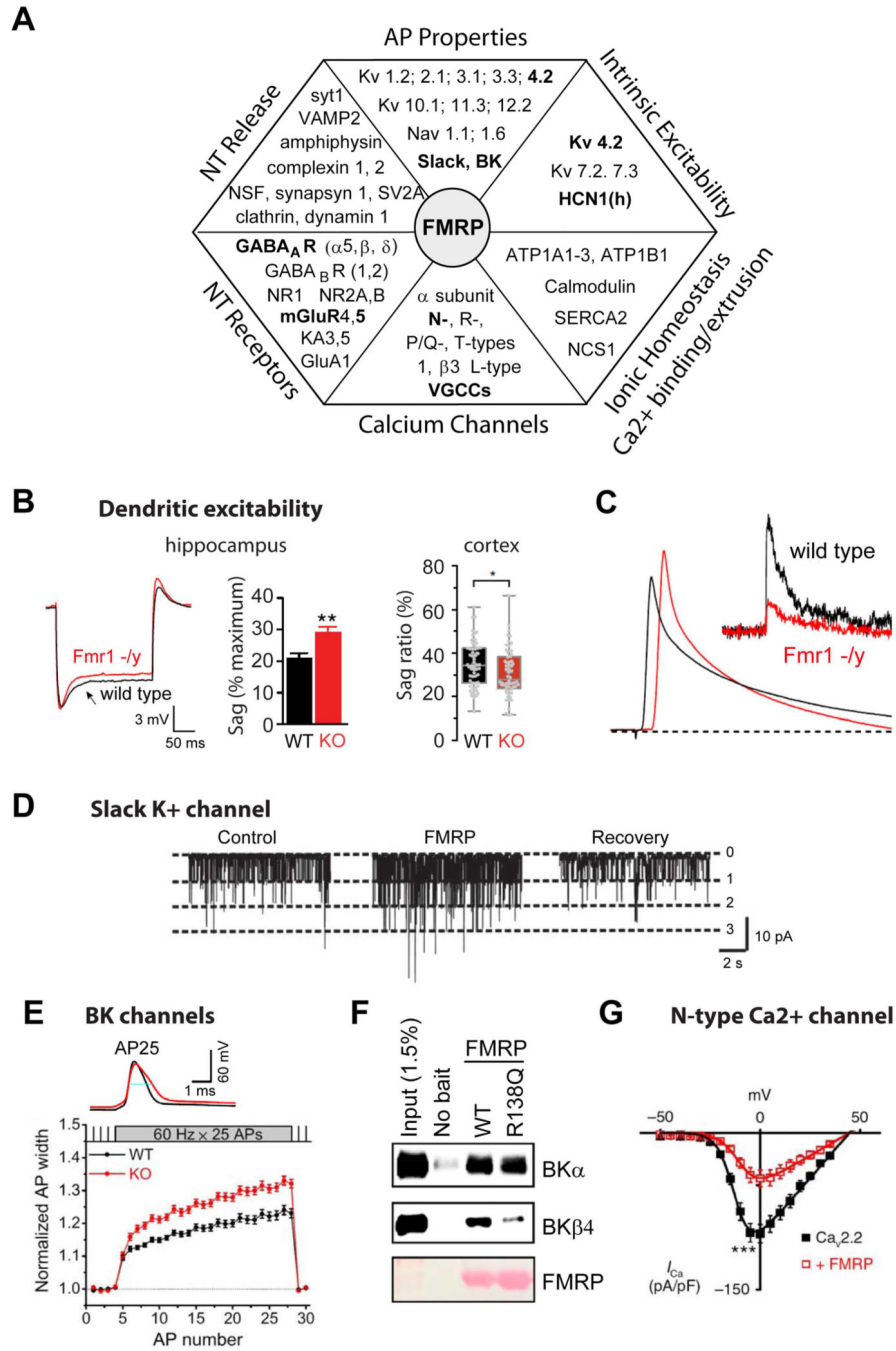 A
AP Properties
NT Release
Intrinsic Excitability
Kv 1.2; 2.1; 3.1; 3.3; 4.2
Kv 10.1; 11.3; 12.2
Nav 1.1; 1.6
Slack, BK
syt1
VAMP2
amphiphysin
complexin 1, 2
NSF, synapsyn 1, SV2A
clathrin, dynamin 1
Kv 4.2
Kv 7.2. 7.3
HCN1(h)
FMRP
GABAAR (α5,β, δ)
GABA BR (1,2)
NR1 NR2A,B
mGluR4,5
KA3,5
GluA1
α subunit
N-, R-,
P/Q-, T-types
1, β3 L-type
VGCCs
ATP1A1-3, ATP1B1
Calmodulin
SERCA2
NCS1
NT Receptors
Calcium Channels
Ionic Homeostasis
Ca2+ binding/extrusion
B
Dendritic excitability
hippocampus
cortex
Fmr1 -/y
wild type
3 mV
50 ms
Sag (% maximum)
40
30
20
10
0
**
WT KO
Sag ratio (%)
80
60
40
20
0
*
WT KO
C
wild type
Fmr1 -/y
D
Slack K+ channel
Control FMRP Recovery
0
1
2
3
10 pA
2 s
E
BK channels
AP25
60 mV
1 ms
60 Hz × 25 APs
WT
KO
Normalized AP width
1.5
1.4
1.3
1.2
1.1
1.0
0 5 10 15 20 25 30
AP number
F
Input (1.5%)
No bait
FMRP
WT
R138Q
BKα
BKβ4
FMRP
G
N-type Ca2+ channel
mV
−50 0 50
***
Cav2.2
+ FMRP
ICa
(pA/pF)
−150